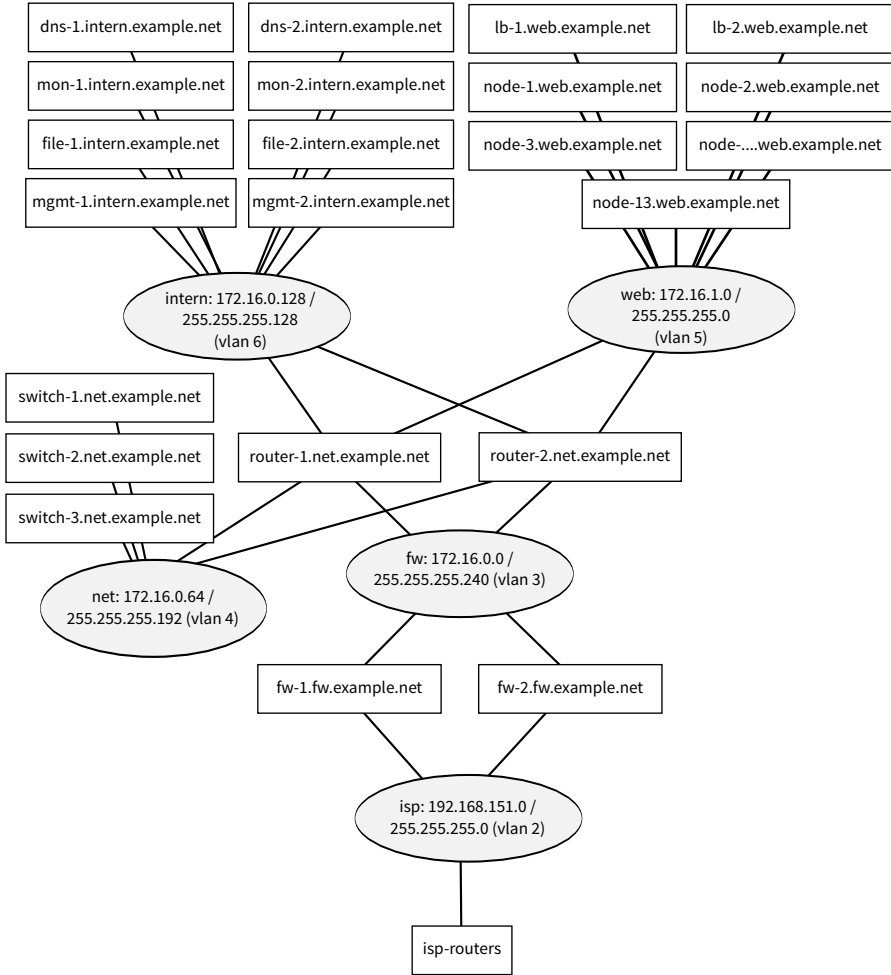 dns-1.intern.example.net
dns-2.intern.example.net
lb-1.web.example.net
lb-2.web.example.net
mon-1.intern.example.net
mon-2.intern.example.net
node-1.web.example.net
node-2.web.example.net
file-1.intern.example.net
file-2.intern.example.net
node-3.web.example.net
node-....web.example.net
mgmt-1.intern.example.net
mgmt-2.intern.example.net
node-13.web.example.net
intern: 172.16.0.128 /
255.255.255.128
(vlan 6)
web: 172.16.1.0 /
255.255.255.0
(vlan 5)
switch-1.net.example.net
switch-2.net.example.net
switch-3.net.example.net
router-1.net.example.net
router-2.net.example.net
net: 172.16.0.64 /
255.255.255.192 (vlan 4)
fw: 172.16.0.0 /
255.255.255.240 (vlan 3)
fw-1.fw.example.net
fw-2.fw.example.net
isp: 192.168.151.0 /
255.255.255.0 (vlan 2)
isp-routers